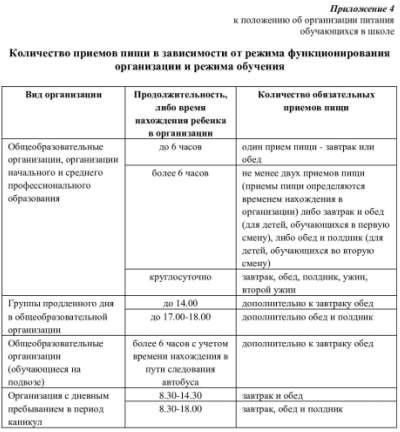 Приложение 4
к положению об организации питания
обучающихся в школе
Количество приемов пищи в зависимости от режима функционирования
организации и режима обучения
Вид организации
Продолжительность,
либо время
нахождения ребенка
в организации
Количество обязательных
приемов пищи
Общеобразовательные
организации, организации
начального и среднего
профессионального
образования
до 6 часов
один прием пищи - завтрак или
обед
более 6 часов
не менее двух приемов пищи
(приемы пищи определяются
временем нахождения в
организации) либо завтрак и обед
(для детей, обучающихся в первую
смену), либо обед и полдник (для
детей, обучающихся во вторую
смену)
круглосуточно
завтрак, обед, полдник, ужин,
второй ужин
Группы продленного дня
в общеобразовательной
организации
до 14.00
дополнительно к завтраку обед
до 17.00-18.00
дополнительно обед и полдник
Общеобразовательные
организации
(обучающиеся на
подвозе)
более 6 часов с учетом
времени нахождения в
пути следования
автобуса
дополнительно к завтраку обед
Организация с дневным
пребыванием в период
каникул
8.30-14.30
завтрак и обед
8.30-18.00
завтрак, обед и полдник